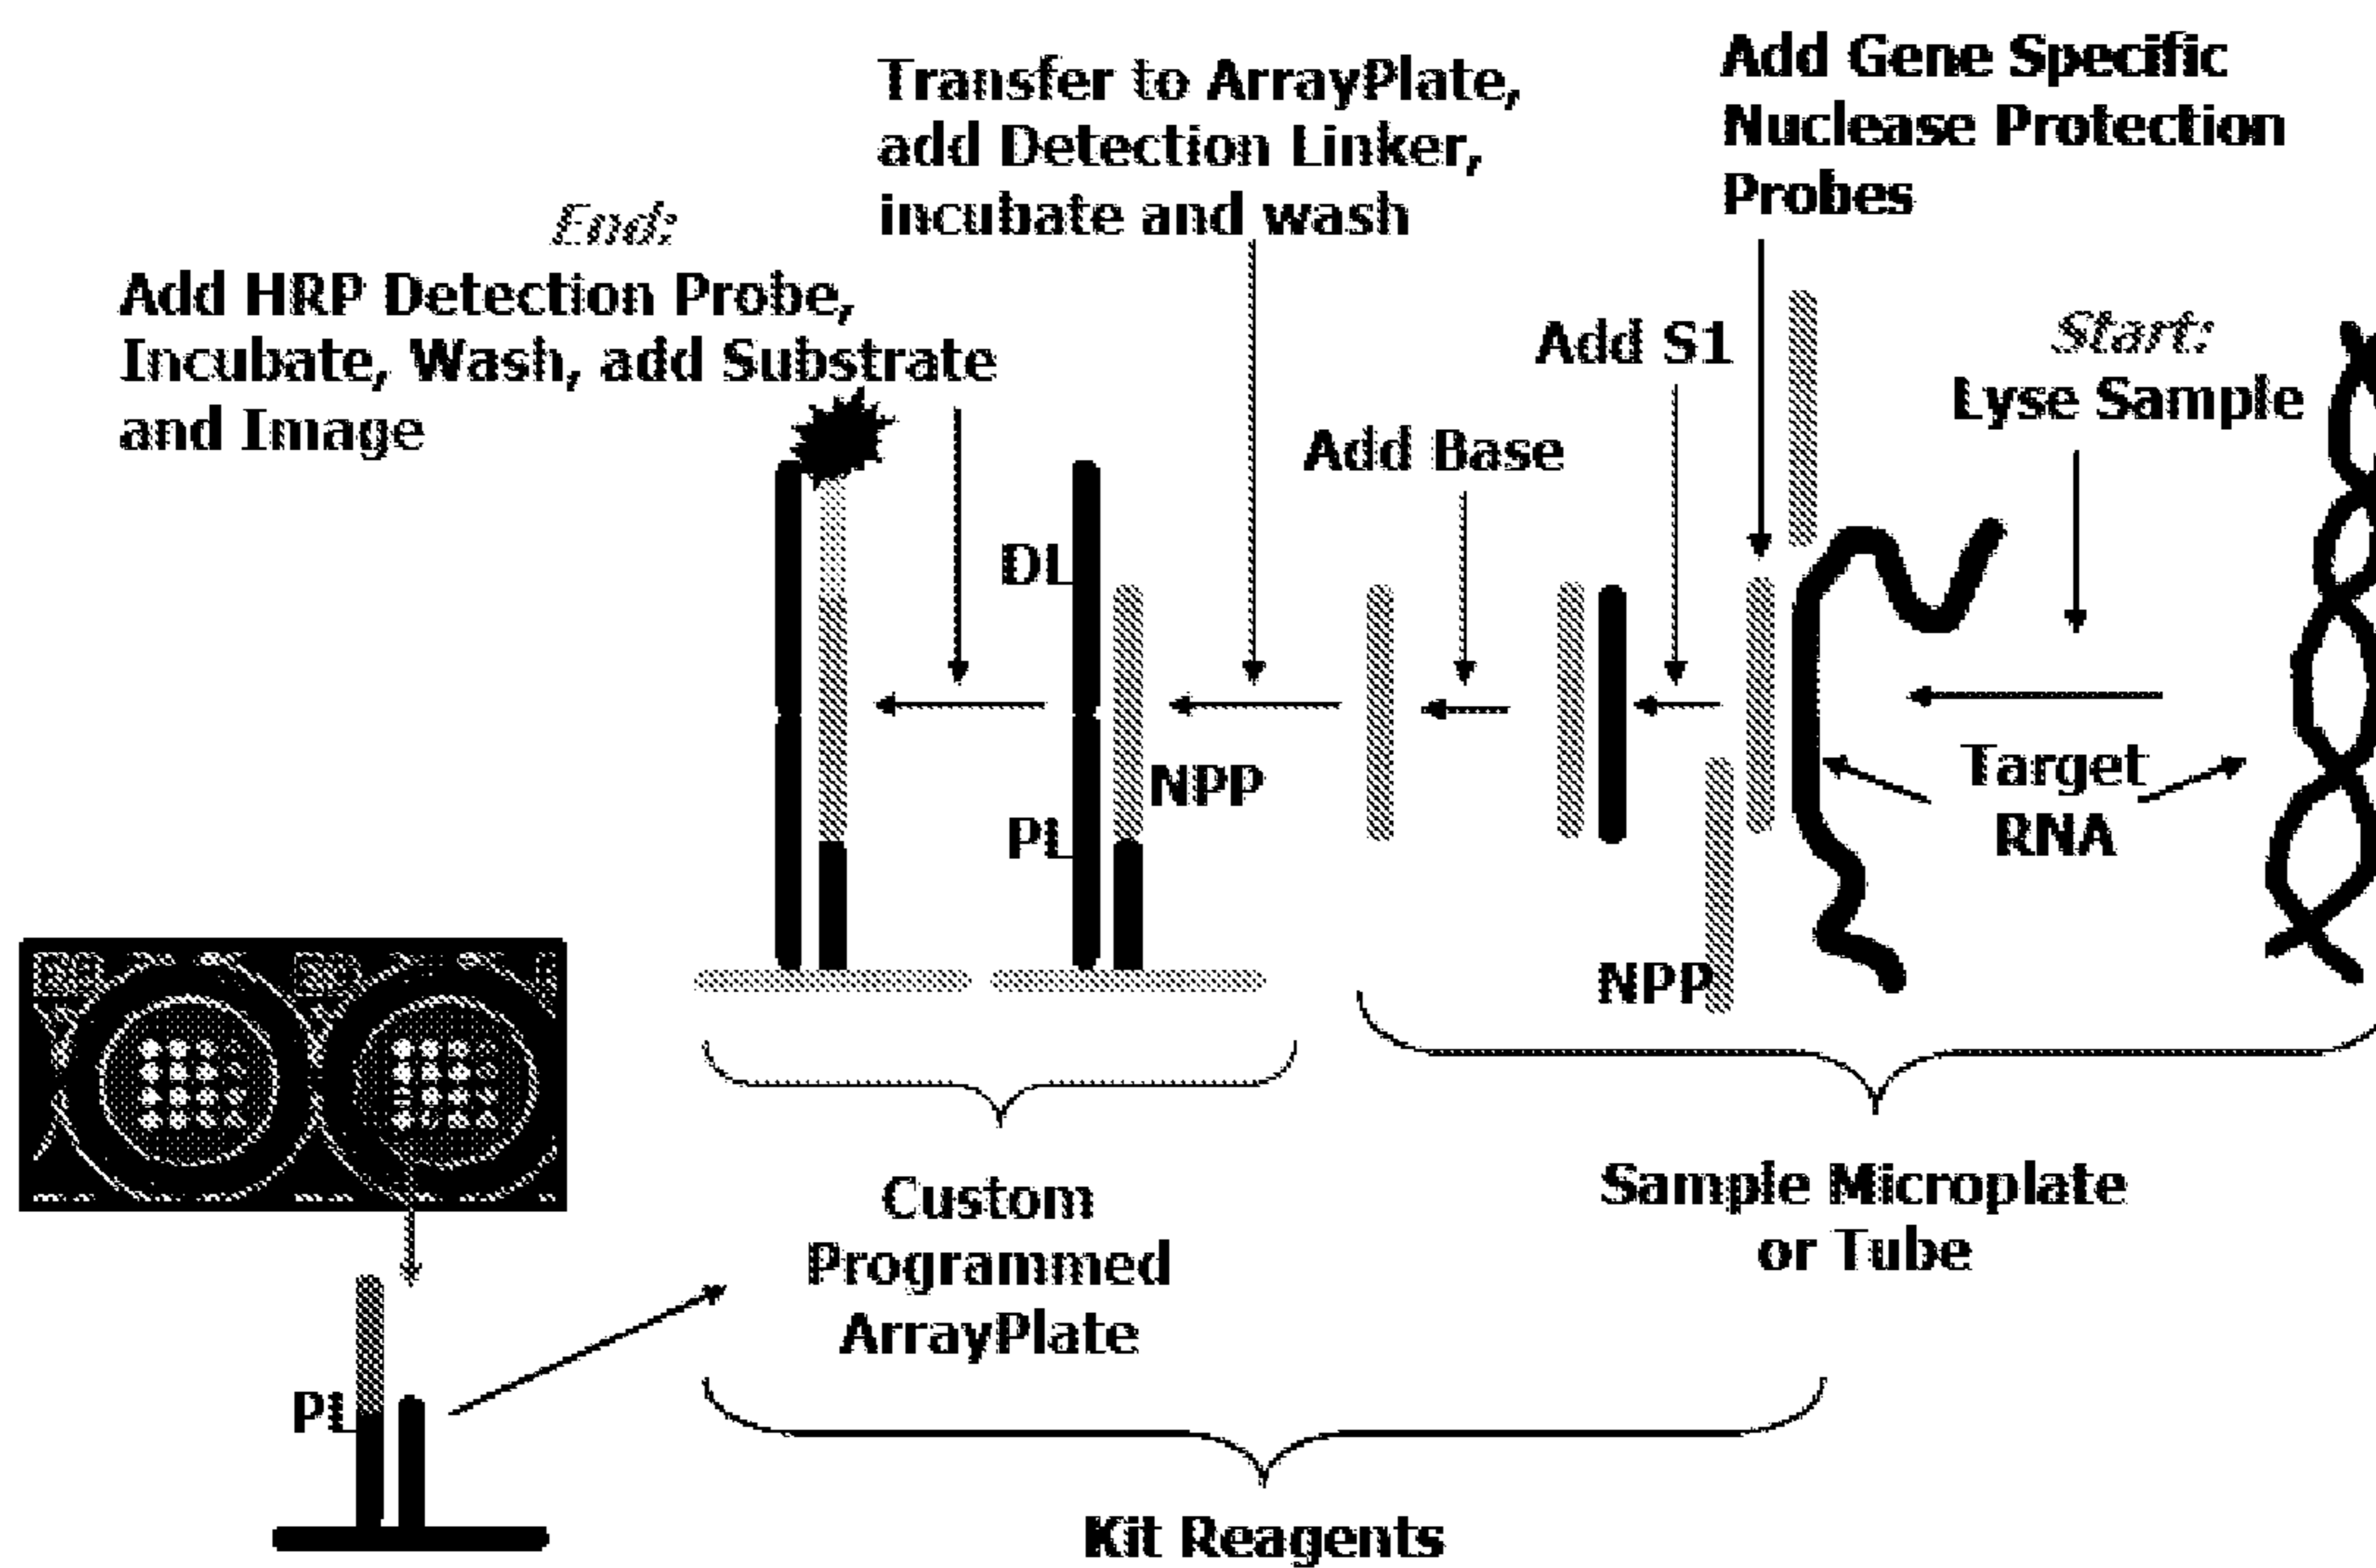 Transfer to ArrayPlate,
add Detection Linker,
incubate and wash
Add Gene Specific
Nuclease Protection
Probes
End:
Add HRP Detection Probe,
Incubate, Wash, add Substrate
and Image
Add S1
Start:
Lyse Sample
Add Base
DL
NPP
PL
Target
RNA
NPP
Custom
Programmed
ArrayPlate
Sample Microplate
or Tube
PL
Kit Reagents